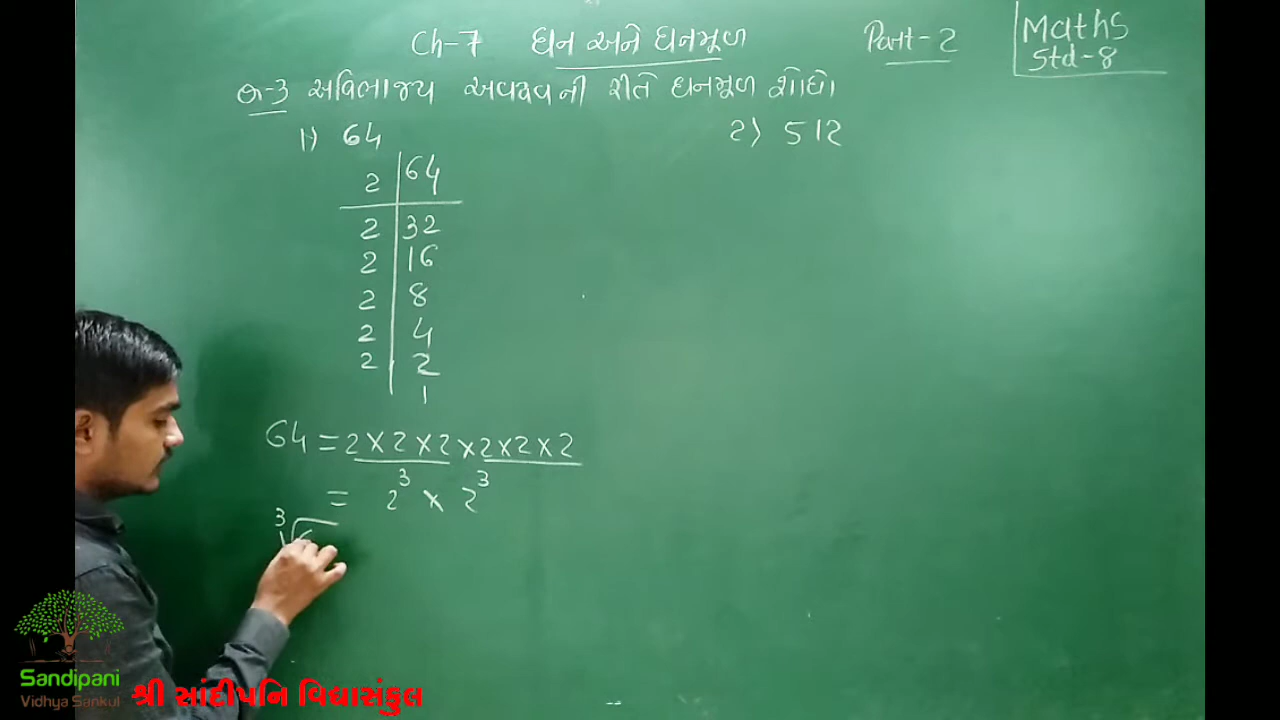 Ch-7 ઘન અને ઘનમૂળ Part-2
Maths
Std-8
પ્ર-3 અવિભાજ્ય અવયવની રીતે ઘનમૂળ શોધો
1) 64
2) 512
2 64
2 32
2 16
2 8
2 4
2 2
1
64 = 2 × 2 × 2 × 2 × 2 × 2
= 2³ × 2³
³√6
Sandipani
Vidhya Sankul
શ્રી સાંદીપનિ વિદ્યાસંકુલ